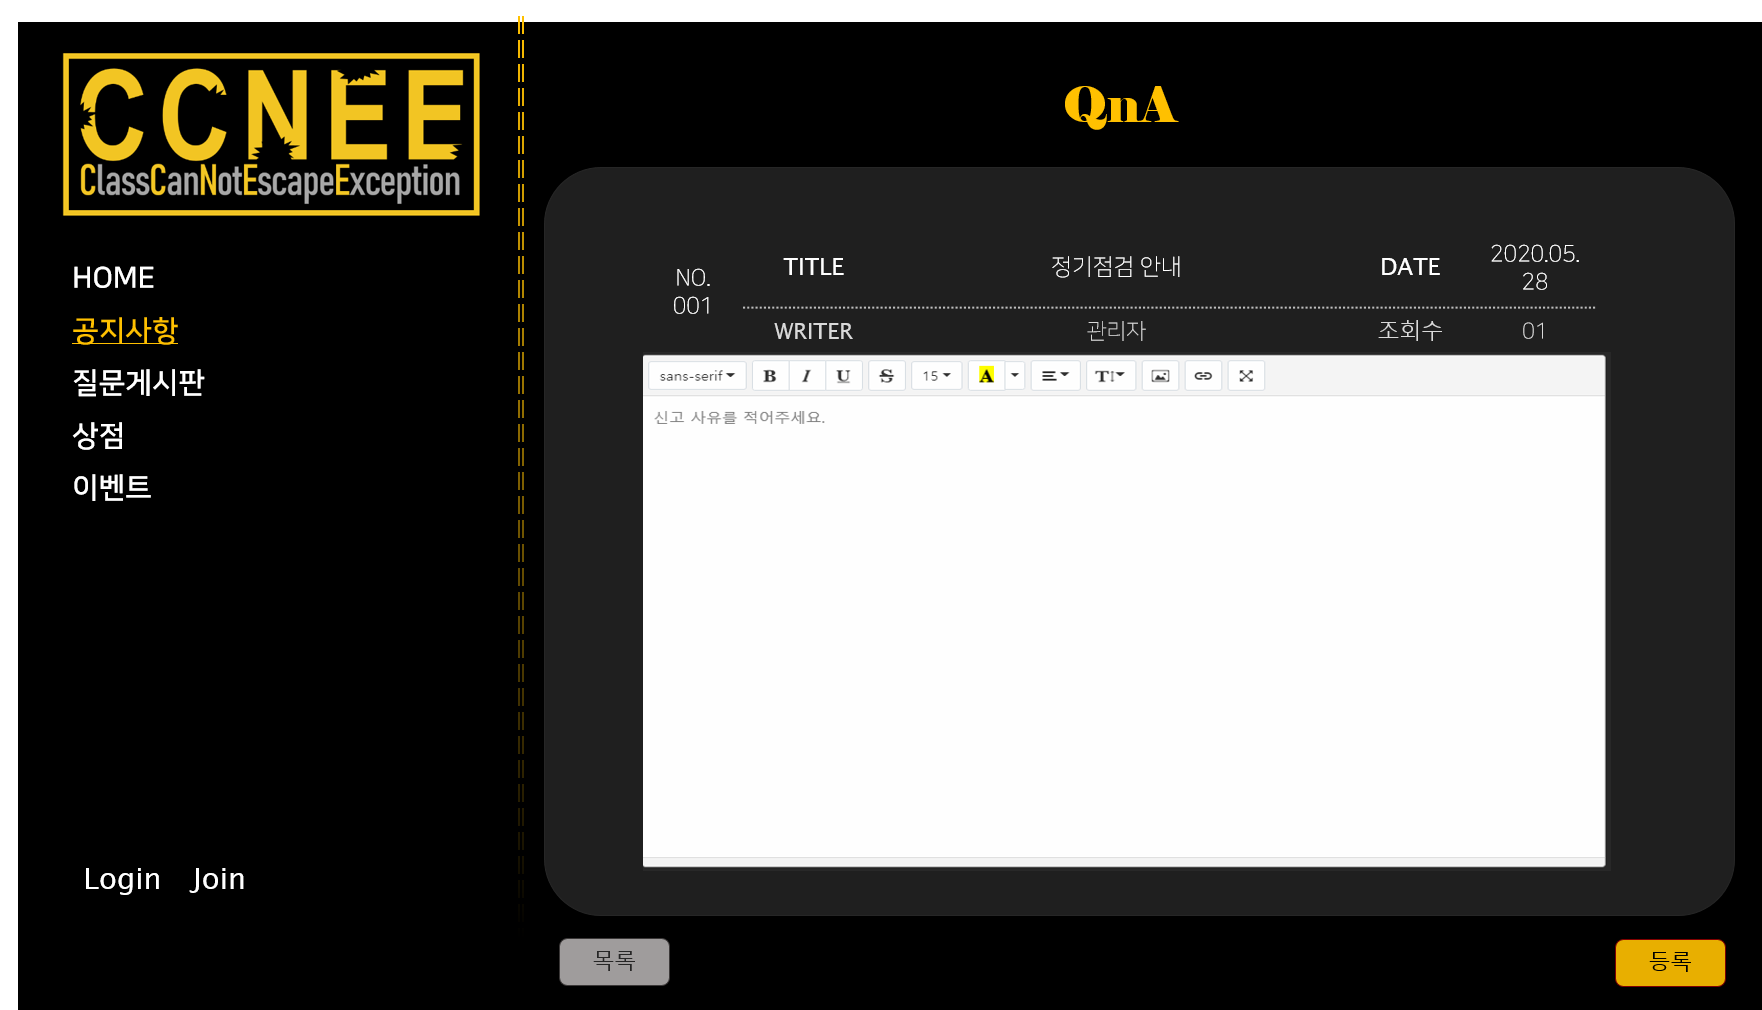 CCNEE
ClassCanNotEscapeException
HOME
공지사항
질문게시판
상점
이벤트
Login Join
QnA
NO.
001
TITLE 정기점검 안내 DATE 2020.05.
28
WRITER 관리자 조회수 01
sans-serif B I U S 15 A T
신고 사유를 적어주세요.
목록 등록